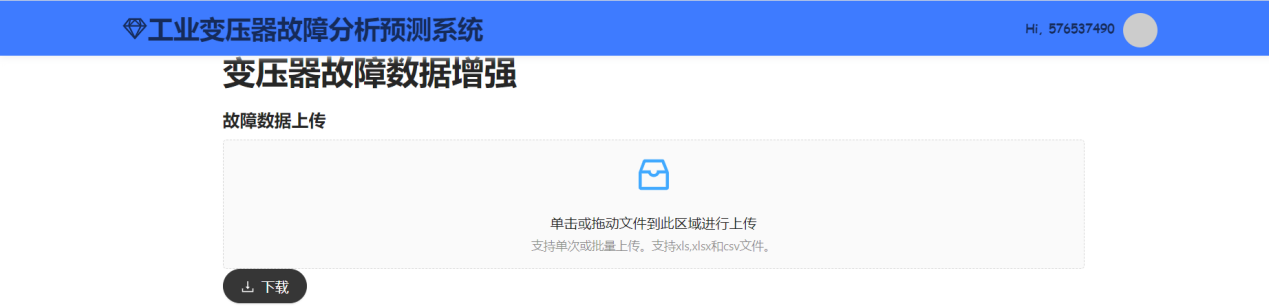 工业变压器故障分析预测系统
Hi，576537490
变压器故障数据增强
故障数据上传
单击或拖动文件到此区域进行上传
支持单次或批量上传。支持xls,xlsx和csv文件。
下载